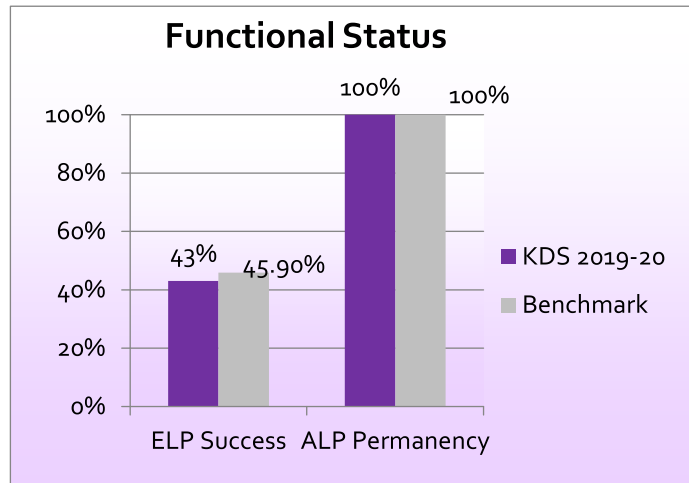 Functional Status
100%
100%
100%
80%
60%
43%
45.90%
40%
20%
0%
ELP Success
ALP Permanency
KDS 2019-20
Benchmark